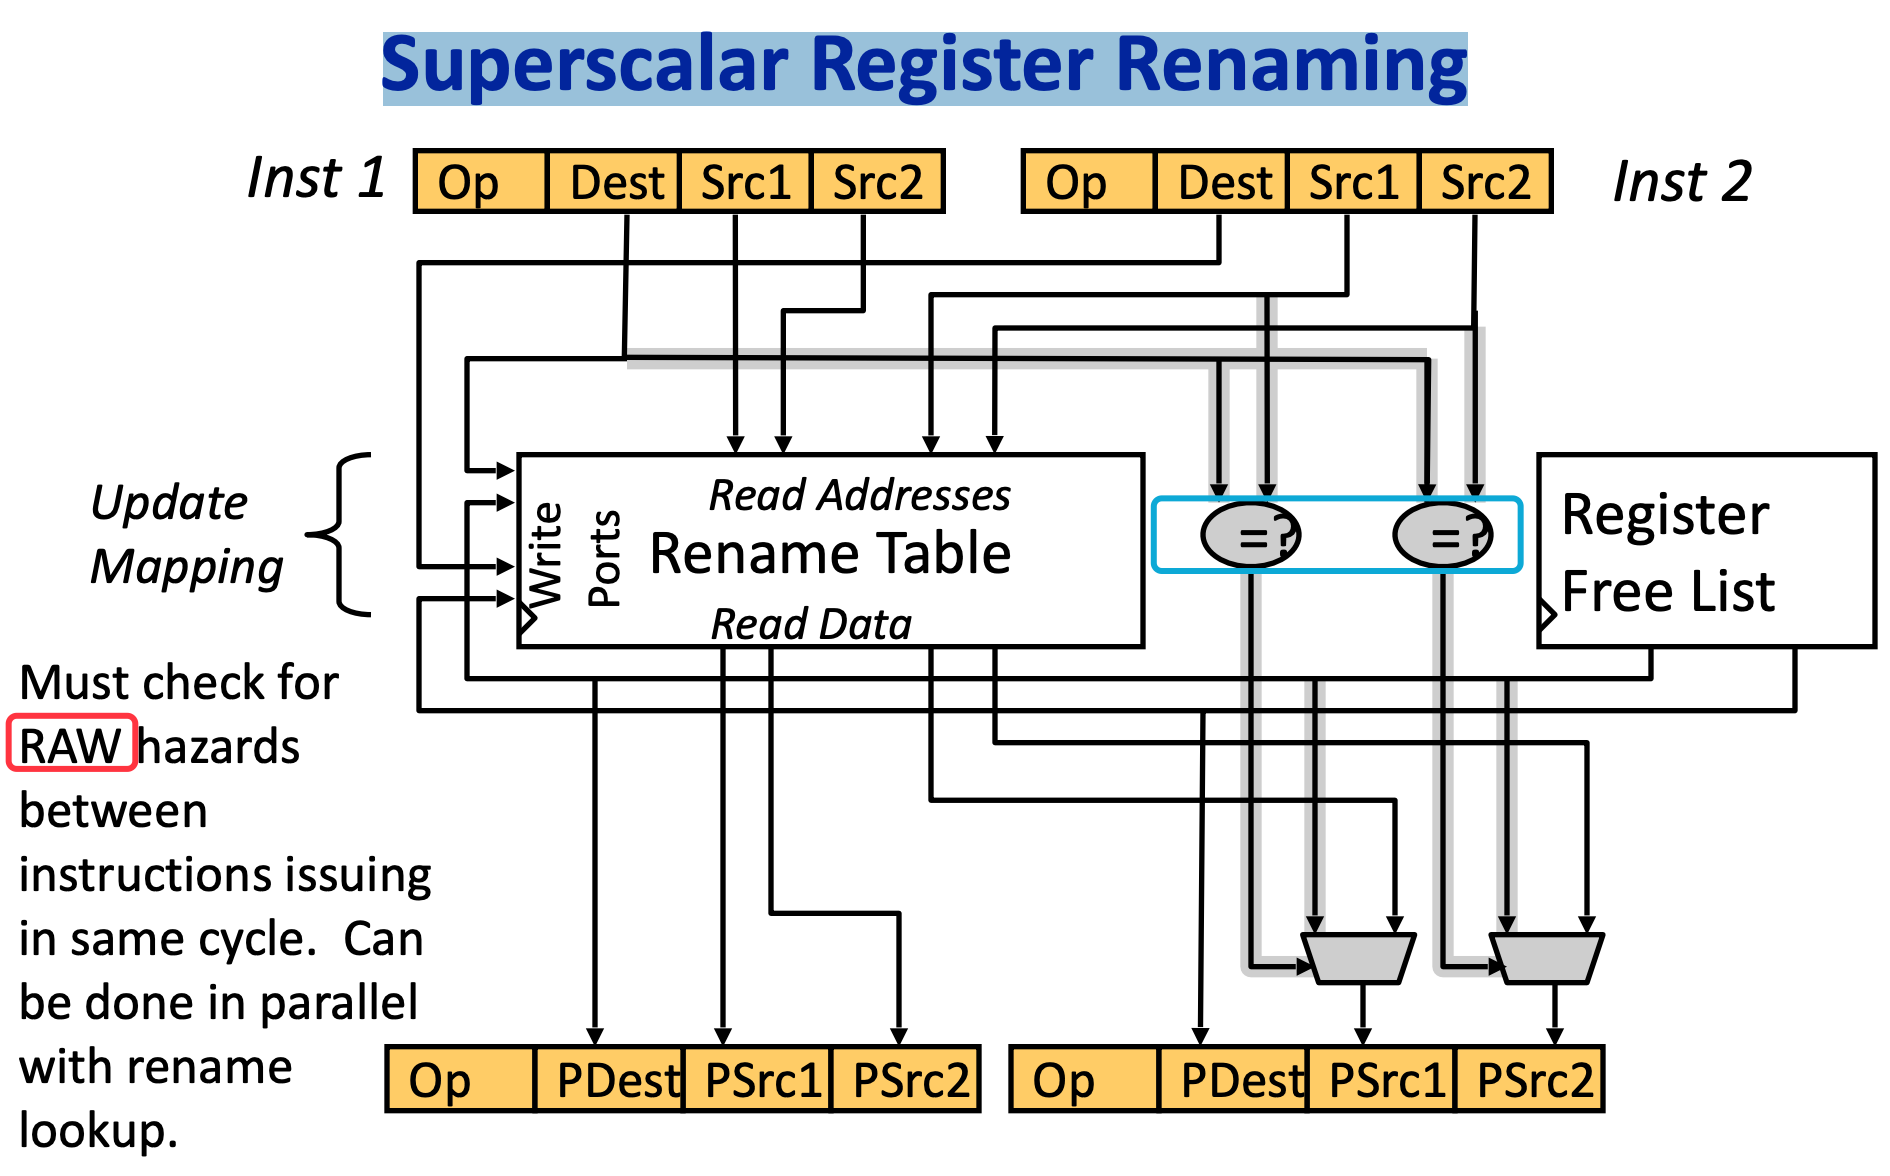 Superscalar Register Renaming
Inst 1
Op Dest Src1 Src2
Op Dest Src1 Src2
Inst 2
Update
Mapping
Write
Ports
Read Addresses
Rename Table
Read Data
=?
=?
Register
Free List
Must check for
RAW hazards
between
instructions issuing
in same cycle. Can
be done in parallel
with rename
lookup.
Op PDest PSrc1 PSrc2
Op PDest PSrc1 PSrc2